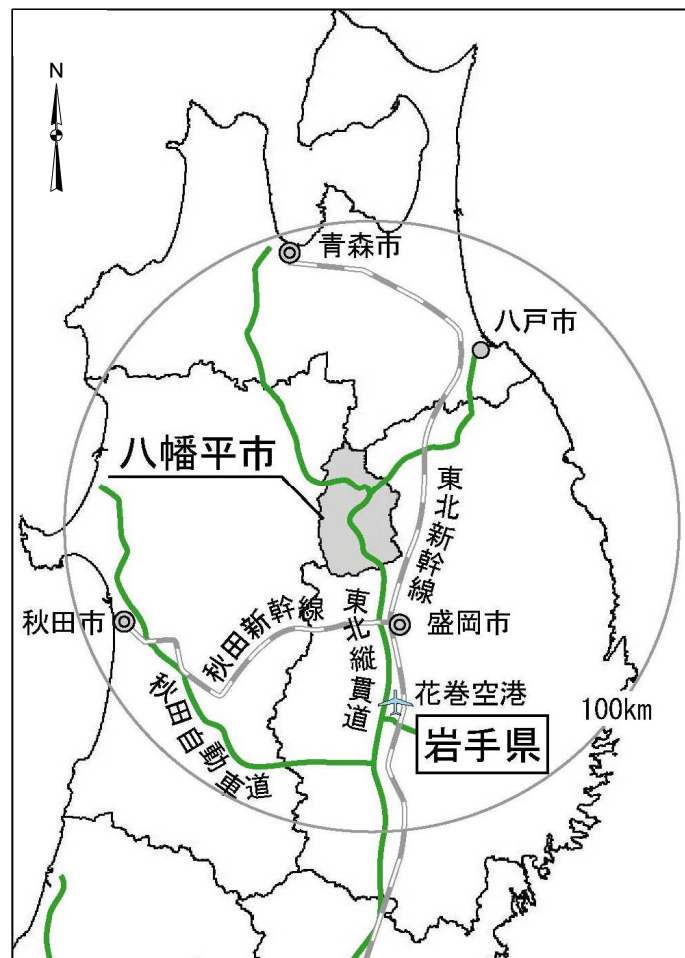 N
青森市
八戸市
八幡平市
東北新幹線
秋田市
秋田新幹線
東北縦貫道
盛岡市
秋田自動車道
花巻空港
100km
岩手県